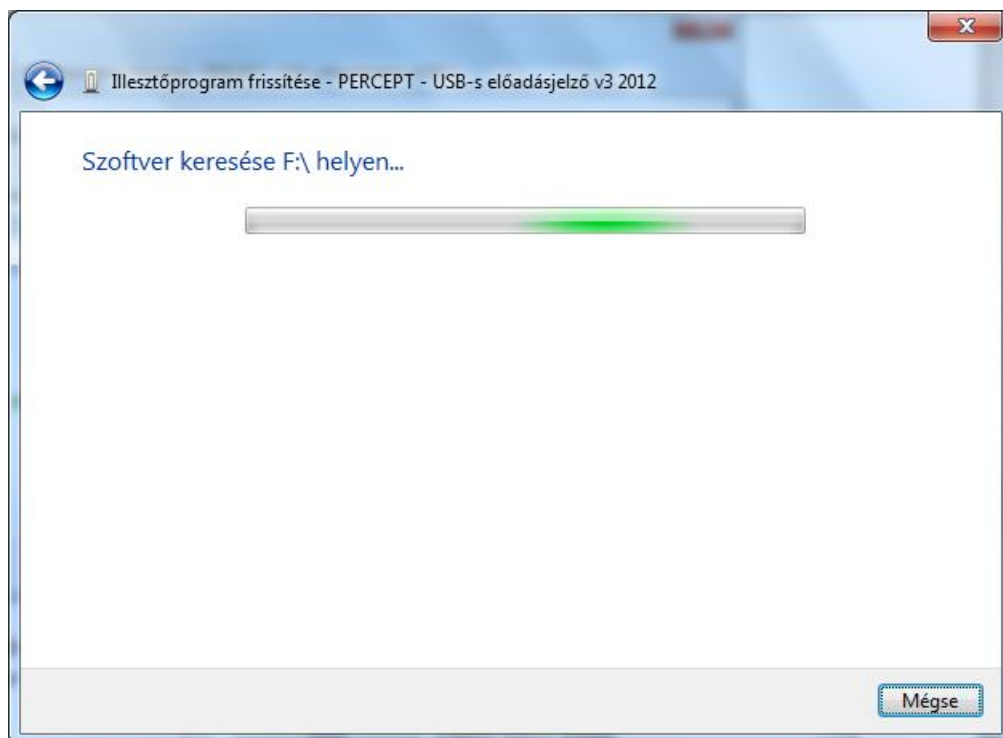 Illesztőprogram frissítése - PERCEPT - USB-s előadásjelző v3 2012
Szoftver keresése F:\ helyen...
Mégse